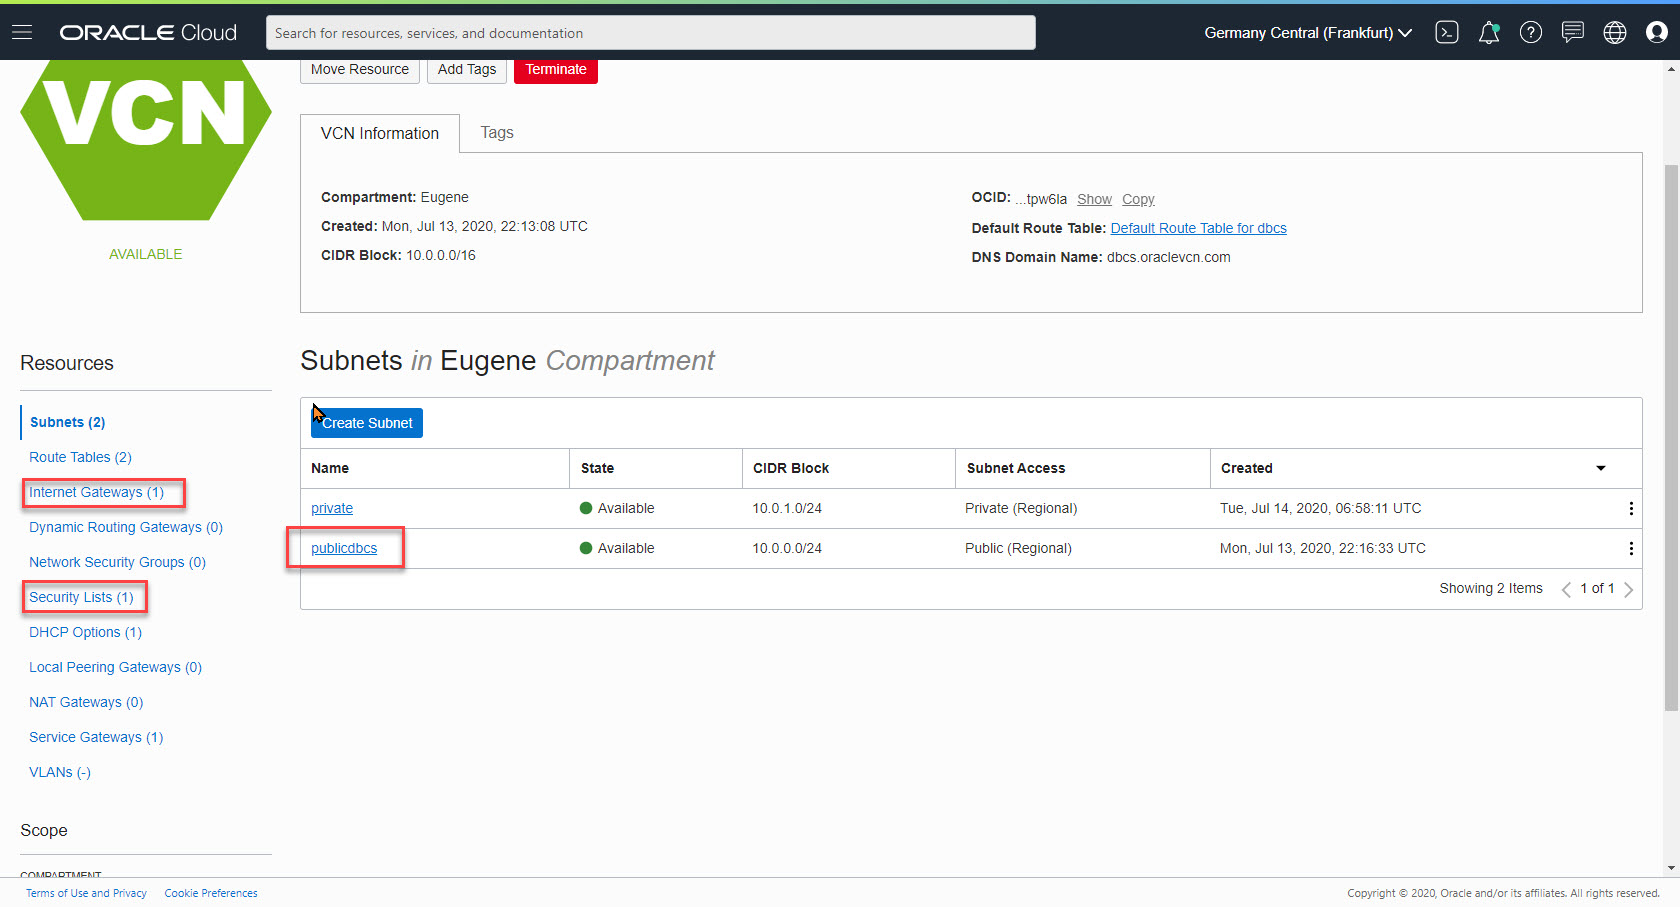 ORACLE Cloud
Search for resources, services, and documentation
Germany Central (Frankfurt)
VCN
AVAILABLE
Move Resource
Add Tags
Terminate
VCN Information
Tags
Compartment: Eugene
Created: Mon, Jul 13, 2020, 22:13:08 UTC
CIDR Block: 10.0.0.0/16
OCID: ...tpw6la Show Copy
Default Route Table: Default Route Table for dbcs
DNS Domain Name: dbcs.oraclevcn.com
Resources
Subnets (2)
Route Tables (2)
Internet Gateways (1)
Dynamic Routing Gateways (0)
Network Security Groups (0)
Security Lists (1)
DHCP Options (1)
Local Peering Gateways (0)
NAT Gateways (0)
Service Gateways (1)
VLANs (-)
Scope
COMPARTMENT
Subnets in Eugene Compartment
Create Subnet
Name State CIDR Block Subnet Access Created
private Available 10.0.1.0/24 Private (Regional) Tue, Jul 14, 2020, 06:58:11 UTC
publicdbcs Available 10.0.0.0/24 Public (Regional) Mon, Jul 13, 2020, 22:16:33 UTC
Showing 2 Items < 1 of 1 >
Terms of Use and Privacy Cookie Preferences
Copyright © 2020, Oracle and/or its affiliates. All rights reserved.